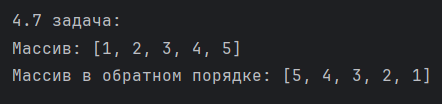 4.7 задача:
Массив: [1, 2, 3, 4, 5]
Массив в обратном порядке: [5, 4, 3, 2, 1]